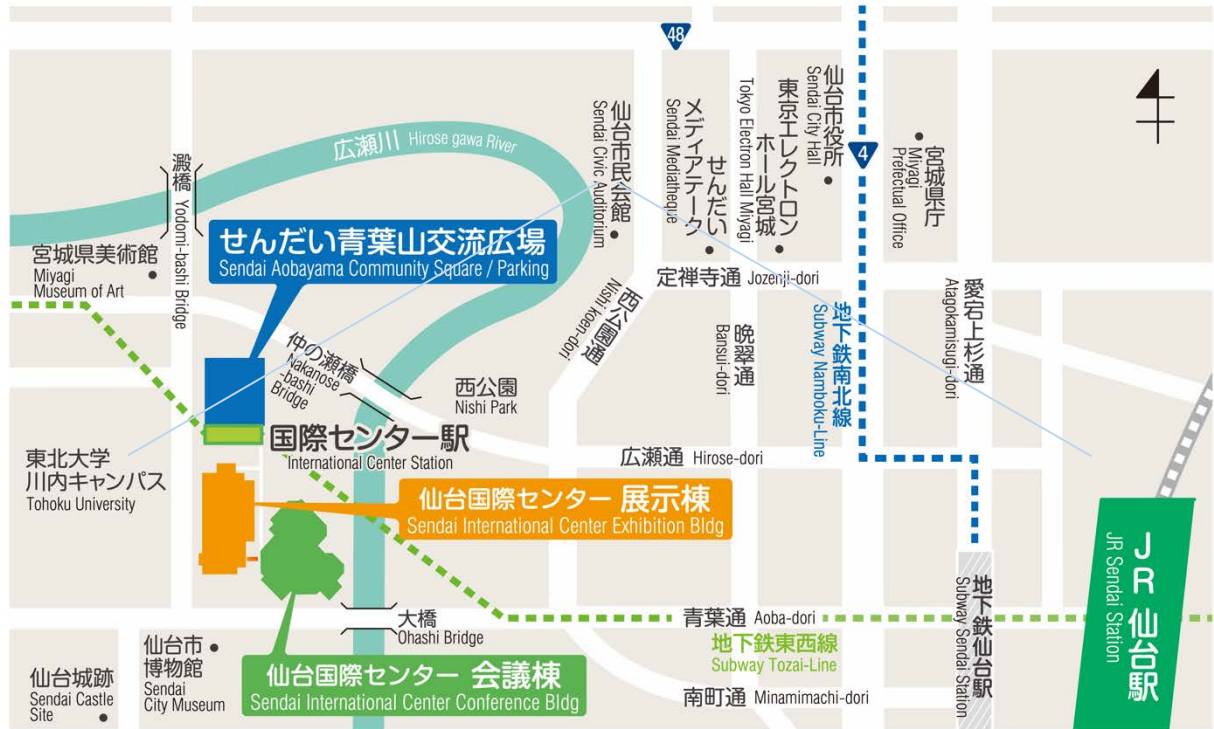 48
仙台市役所
Sendai City Hall
東京エレクトロン
ホール宮城
Tokyo Electron Hall Miyagi
せんだい
メディアテーク
Sendai Mediatheque
仙台市民会館
Sendai Civic Auditorium
4
宮城県庁
Miyagi
Prefectual Office
広瀬川 Hirose gawa River
澱橋 Yodomi-bashi Bridge
宮城県美術館
Miyagi
Museum of Art
せんだい青葉山交流広場
Sendai Aobayama Community Square / Parking
定禅寺通 Jozenji-dori
西公園通
Nishi koen-dori
晩翠通
Bansui-dori
地下鉄南北線
Subway Namboku-Line
愛宕上杉通
Atagokamisugi-dori
仲の瀬橋
Nakanose
-bashi
Bridge
西公園
Nishi Park
国際センター駅
International Center Station
広瀬通 Hirose-dori
東北大学
川内キャンパス
Tohoku University
仙台国際センター 展示棟
Sendai International Center Exhibition Bldg
JR 仙台駅
JR Sendai Station
地下鉄仙台駅
Subway Sendai Station
大橋
Ohashi Bridge
青葉通 Aoba-dori
地下鉄東西線
Subway Tozai-Line
仙台市
博物館
Sendai
City Museum
仙台国際センター 会議棟
Sendai International Center Conference Bldg
仙台城跡
Sendai Castle
Site
南町通 Minamimachi-dori